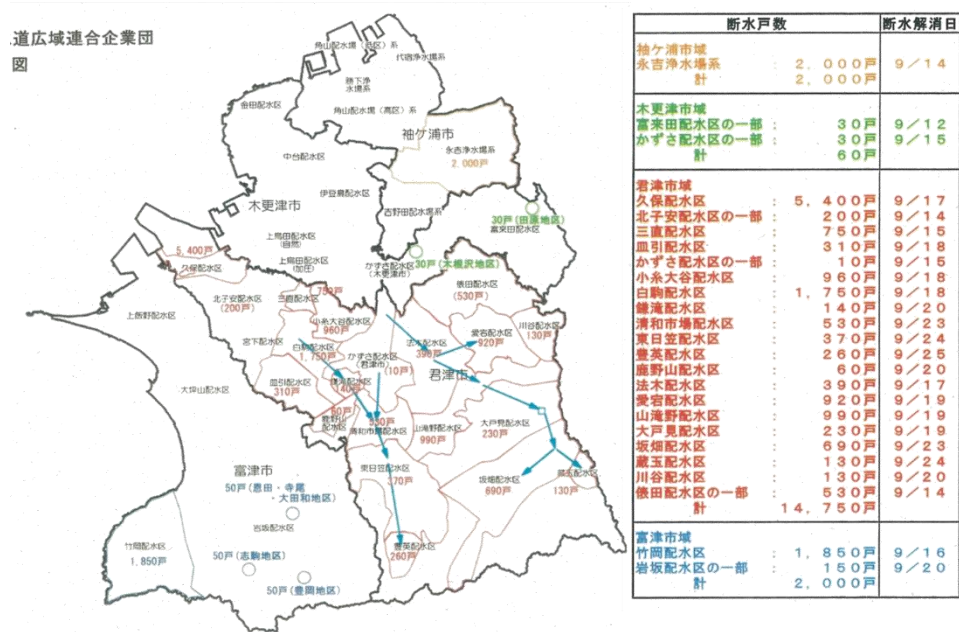 道広域連合企業団
図
角山配水場（高区）系
代宿浄水場系
勝下浄
水場系
角山配水場（高区）系
金田配水区
袖ケ浦市
永吉浄水場系
2,000戸
中台配水区
伊豆島配水区
木更津市
吉野田配水場系
30戸(田源地区)
富来田配水区
上烏田配水区
(自然)
上烏田配水区
(加圧)
かずさ配水区
(木更津市)
30戸(木根沢地区)
5,400戸
久保配水区
上飯野配水区
北子安配水区
(200戸)
三直配水区
750戸
小糸大谷配水区
960戸
俵田配水区
(530戸)
愛宕配水区
920戸
川谷配水区
130戸
法木配水区
390戸
宮下配水区
白駒配水区
1,750戸
かずさ配水区
(君津市)
(10戸)
君津市
大坪山配水区
皿引配水区
310戸
鎌滝配水区
140戸
60戸
鹿野山
配水区
530戸
清和市場配水区
山滝野配水区
990戸
大戸見配水区
230戸
東日笠配水区
370戸
坂畑配水区
690戸
蔵玉配水区
130戸
豊英配水区
260戸
富津市
50戸(恩田・寺尾
・大田和地区)
岩坂配水区
竹岡配水区
1,850戸
50戸(志駒地区)
50戸(豊岡地区)
断水戸数 断水解消日
袖ケ浦市域
永吉浄水場系 : 2,000戸 9/14
計 2,000戸
木更津市域
富来田配水区の一部 : 30戸 9/12
かずさ配水区の一部 : 30戸 9/15
計 60戸
君津市域
久保配水区 : 5,400戸 9/17
北子安配水区の一部 : 200戸 9/14
三直配水区 : 750戸 9/15
皿引配水区 : 310戸 9/18
かずさ配水区の一部 : 10戸 9/15
小糸大谷配水区 : 960戸 9/18
白駒配水区 : 1,750戸 9/18
鎌滝配水区 : 140戸 9/20
清和市場配水区 : 530戸 9/23
東日笠配水区 : 370戸 9/24
豊英配水区 : 260戸 9/25
鹿野山配水区 : 60戸 9/20
法木配水区 : 390戸 9/17
愛宕配水区 : 920戸 9/19
山滝野配水区 : 990戸 9/19
大戸見配水区 : 230戸 9/19
坂畑配水区 : 690戸 9/23
蔵玉配水区 : 130戸 9/24
川谷配水区 : 130戸 9/20
俵田配水区の一部 : 530戸 9/14
計 14,750戸
富津市域
竹岡配水区 : 1,850戸 9/16
岩坂配水区の一部 : 150戸 9/20
計 2,000戸